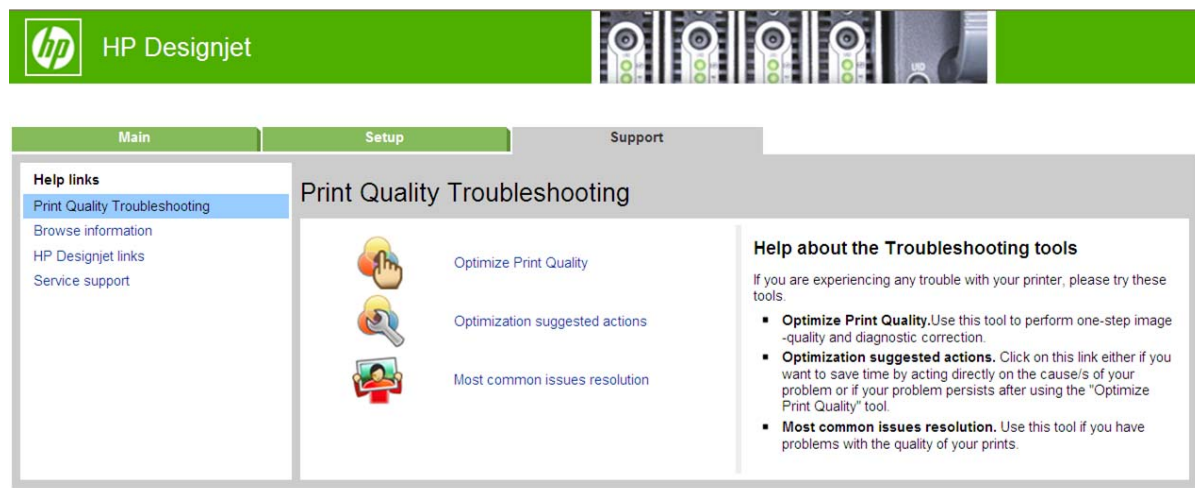 hp HP Designjet
UID
Main Setup Support
Help links
Print Quality Troubleshooting
Browse information
HP Designjet links
Service support
Print Quality Troubleshooting
Optimize Print Quality
Optimization suggested actions
Most common issues resolution
Help about the Troubleshooting tools
If you are experiencing any trouble with your printer, please try these
tools.
▪ Optimize Print Quality.Use this tool to perform one-step image
-quality and diagnostic correction.
▪ Optimization suggested actions. Click on this link either if you
want to save time by acting directly on the cause/s of your
problem or if your problem persists after using the "Optimize
Print Quality" tool.
▪ Most common issues resolution. Use this tool if you have
problems with the quality of your prints.